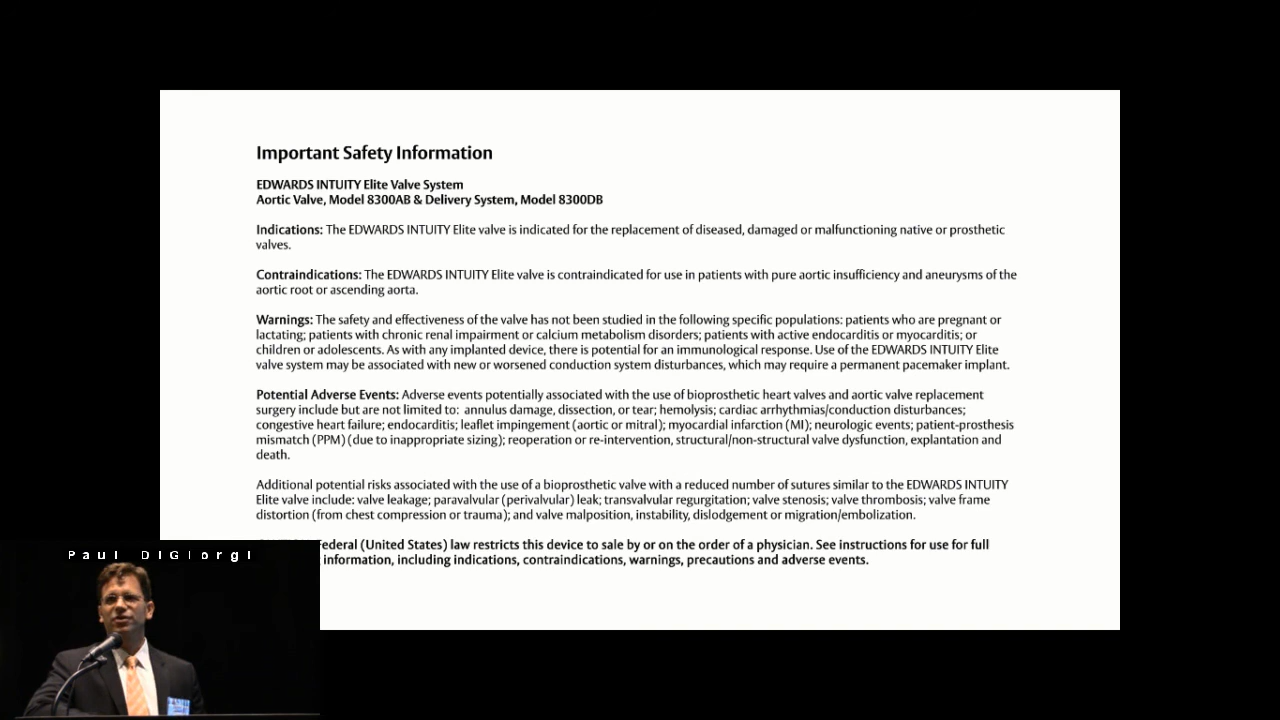 Important Safety Information
EDWARDS INTUITY Elite Valve System
Aortic Valve, Model 8300AB & Delivery System, Model 8300DB
Indications: The EDWARDS INTUITY Elite valve is indicated for the replacement of diseased, damaged or malfunctioning native or prosthetic
valves.
Contraindications: The EDWARDS INTUITY Elite valve is contraindicated for use in patients with pure aortic insufficiency and aneurysms of the
aortic root or ascending aorta.
Warnings: The safety and effectiveness of the valve has not been studied in the following specific populations: patients who are pregnant or
lactating; patients with chronic renal impairment or calcium metabolism disorders; patients with active endocarditis or myocarditis; or
children or adolescents. As with any implanted device, there is potential for an immunological response. Use of the EDWARDS INTUITY Elite
valve system may be associated with new or worsened conduction system disturbances, which may require a permanent pacemaker implant.
Potential Adverse Events: Adverse events potentially associated with the use of bioprosthetic heart valves and aortic valve replacement
surgery include but are not limited to: annulus damage, dissection, or tear; hemolysis; cardiac arrhythmias/conduction disturbances;
congestive heart failure; endocarditis; leaflet impingement (aortic or mitral); myocardial infarction (MI); neurologic events; patient-prosthesis
mismatch (PPM) (due to inappropriate sizing); reoperation or re-intervention, structural/non-structural valve dysfunction, explantation and
death.
Additional potential risks associated with the use of a bioprosthetic valve with a reduced number of sutures similar to the EDWARDS INTUITY
Elite valve include: valve leakage; paravalvular (perivalvular) leak; transvalvular regurgitation; valve stenosis; valve thrombosis; valve frame
distortion (from chest compression or trauma); and valve malposition, instability, dislodgement or migration/embolization.
Federal (United States) law restricts this device to sale by or on the order of a physician. See instructions for use for full
information, including indications, contraindications, warnings, precautions and adverse events.
Paul DiGiorgi